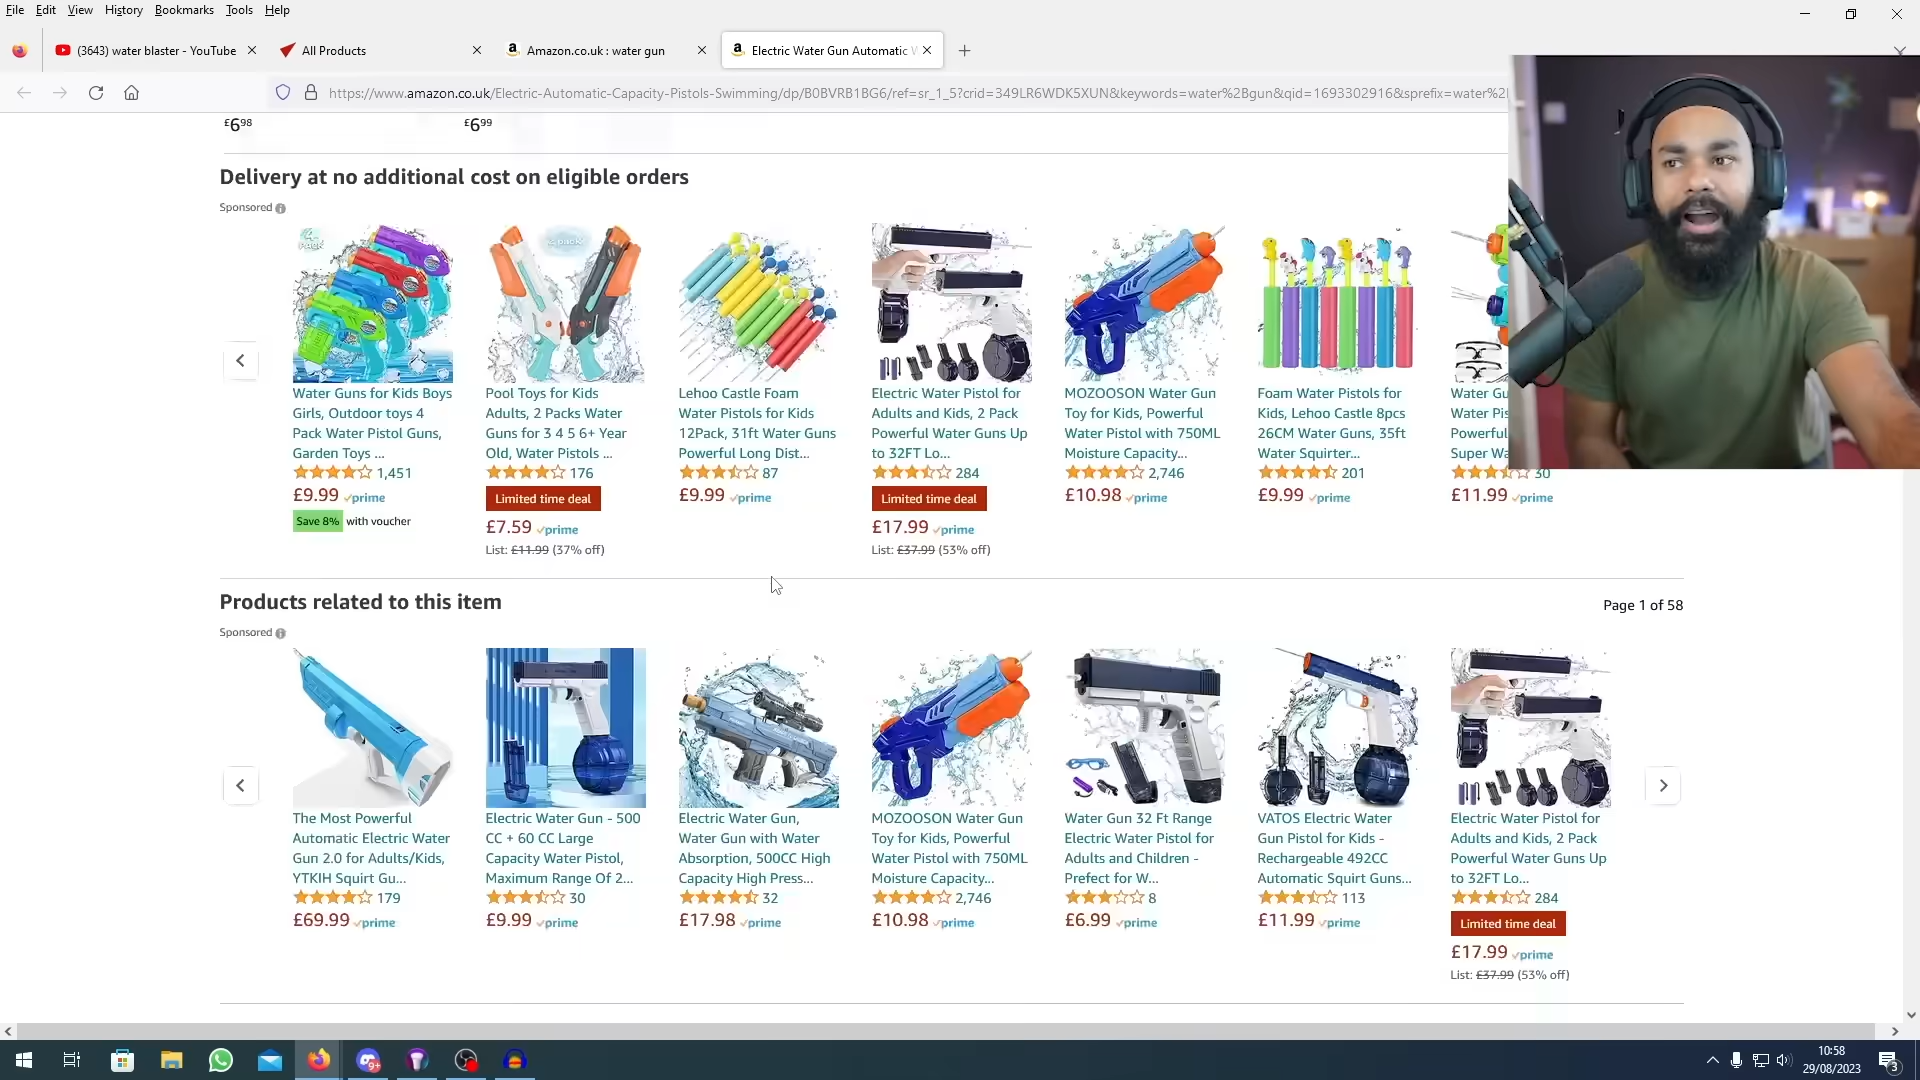 File Edit View History Bookmarks Tools Help
(3643) water blaster - YouTube
All Products
Amazon.co.uk : water gun
Electric Water Gun Automatic W
https://www.amazon.co.uk/Electric-Automatic-Capacity-Pistols-Swimming/dp/B0BVRB1BG6/ref=sr_1_5?crid=349LR6WDK5XUN&keywords=water%2Bgun&qid=1693302916&sprefix=water%2
£6.98
£6.99
Delivery at no additional cost on eligible orders
Sponsored
4 PACK
Water Guns for Kids Boys
Girls, Outdoor toys 4
Pack Water Pistol Guns,
Garden Toys ...
1,451
£9.99 prime
Save 8% with voucher
Pool Toys for Kids
Adults, 2 Packs Water
Guns for 3 4 5 6+ Year
Old, Water Pistols ...
176
Limited time deal
£7.59 prime
List: £11.99 (37% off)
Lehoo Castle Foam
Water Pistols for Kids
12Pack, 31ft Water Guns
Powerful Long Dist...
87
£9.99 prime
Electric Water Pistol for
Adults and Kids, 2 Pack
Powerful Water Guns Up
to 32FT Lo...
284
Limited time deal
£17.99 prime
List: £37.99 (53% off)
MOZOOSON Water Gun
Toy for Kids, Powerful
Water Pistol with 750ML
Moisture Capacity...
2,746
£10.98 prime
Foam Water Pistols for
Kids, Lehoo Castle 8pcs
26CM Water Guns, 35ft
Water Squirter...
201
£9.99 prime
Water Gu
Water Pis
Powerful
Super Wa
30
£11.99 prime
Products related to this item
Page 1 of 58
Sponsored
The Most Powerful
Automatic Electric Water
Gun 2.0 for Adults/Kids,
YTKIH Squirt Gu...
179
£69.99 prime
Electric Water Gun - 500
CC + 60 CC Large
Capacity Water Pistol,
Maximum Range Of 2...
30
£9.99 prime
Electric Water Gun,
Water Gun with Water
Absorption, 500CC High
Capacity High Press...
32
£17.98 prime
MOZOOSON Water Gun
Toy for Kids, Powerful
Water Pistol with 750ML
Moisture Capacity...
2,746
£10.98 prime
Water Gun 32 Ft Range
Electric Water Pistol for
Adults and Children -
Prefect for W...
8
£6.99 prime
VATOS Electric Water
Gun Pistol for Kids -
Rechargeable 492CC
Automatic Squirt Guns...
113
£11.99 prime
Electric Water Pistol for
Adults and Kids, 2 Pack
Powerful Water Guns Up
to 32FT Lo...
284
Limited time deal
£17.99 prime
List: £37.99 (53% off)
9+
10:58
29/08/2023
3